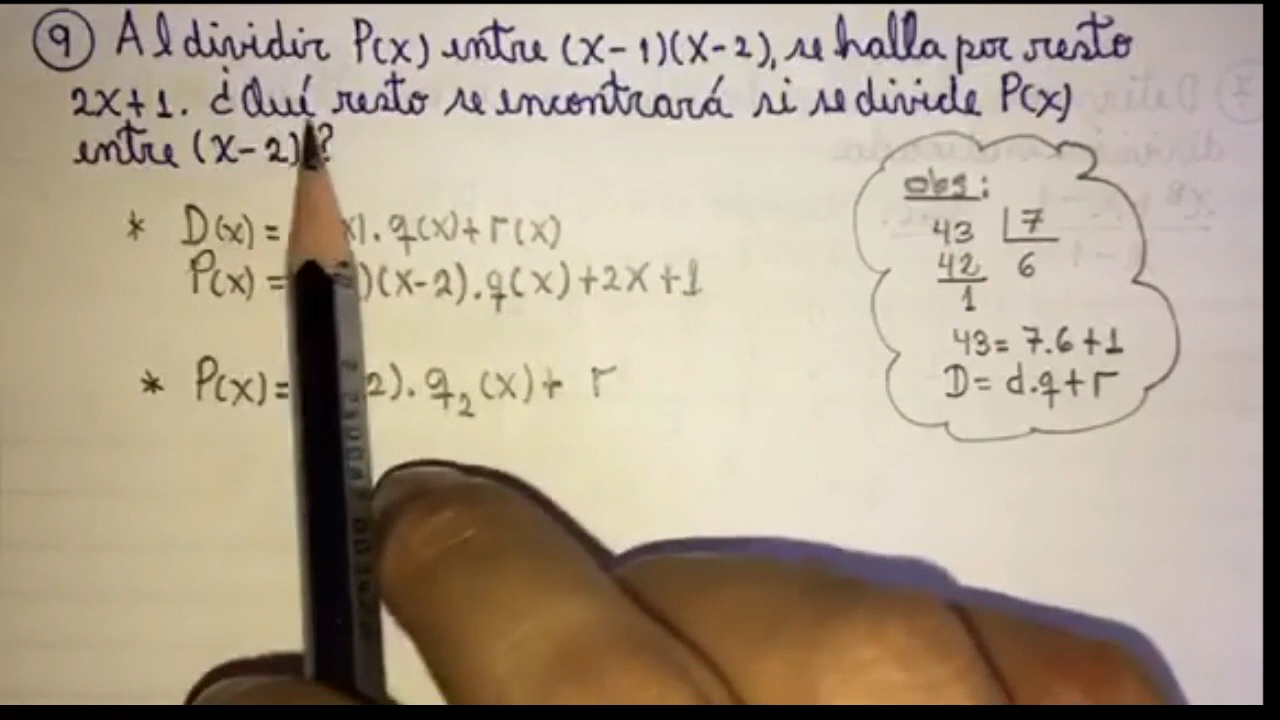 9 Al dividir P(x) entre (x-1)(x-2), se halla por resto
2x+1. ¿Qué resto se encontrará si se divide P(x)
entre (x-2)?
* D(x)= x).q(x)+r(x)
P(x)= )(x-2).q(x)+2x+1
* P(x)= 2).q₂(x)+ r
obs:
43 7
42 6
1
43=7.6+1
D=d.q+r